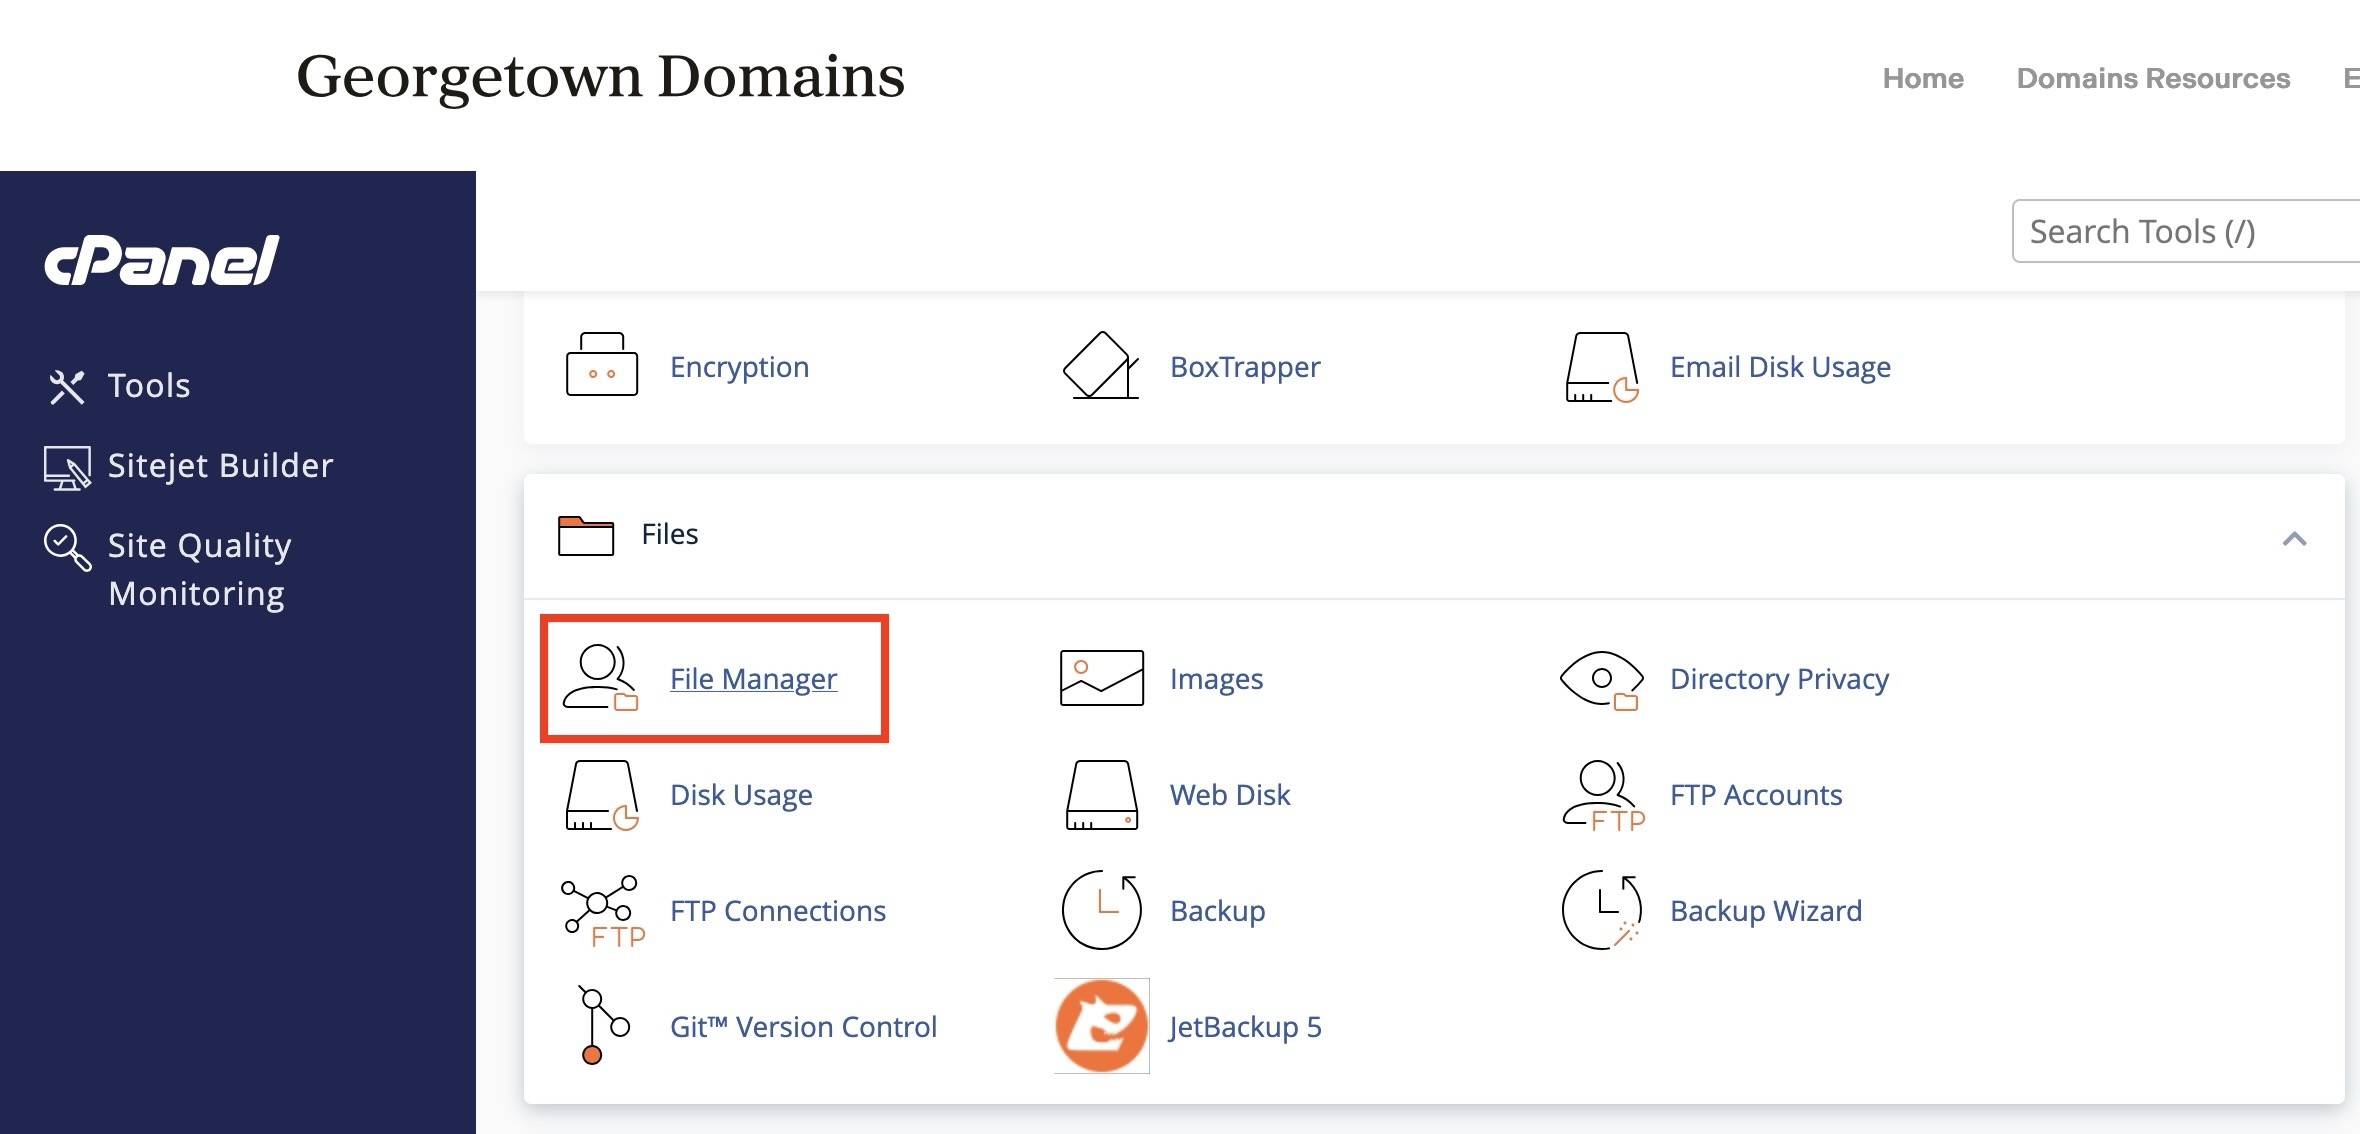 Georgetown Domains
Home Domains Resources E
cPanel
Search Tools (/)
Tools
Sitejet Builder
Site Quality
Monitoring
Encryption BoxTrapper Email Disk Usage
Files
File Manager Images Directory Privacy
Disk Usage Web Disk FTP Accounts
FTP
FTP Connections Backup Backup Wizard
FTP
Git™ Version Control JetBackup 5